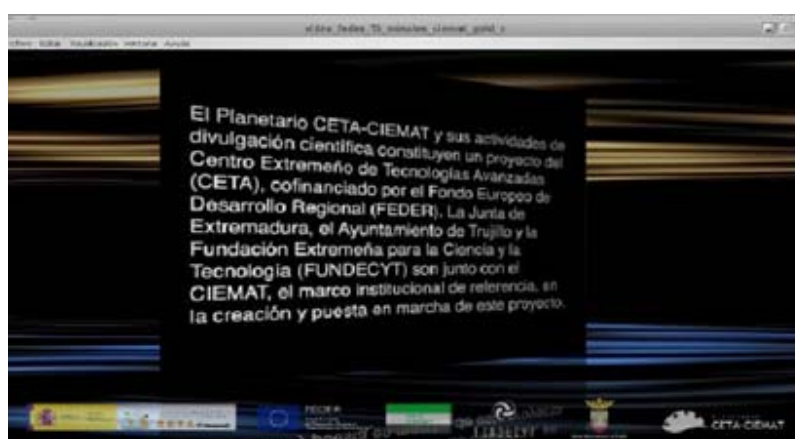 El Planetario CETA-CIEMAT y sus actividades de
divulgación científica constituyen un proyecto del
Centro Extremeño de Tecnologías Avanzadas
(CETA), cofinanciado por el Fondo Europeo de
Desarrollo Regional (FEDER). La Junta de
Extremadura, el Ayuntamiento de Trujillo y la
Fundación Extremeña para la Ciencia y la
Tecnología (FUNDECYT) son junto con el
CIEMAT, el marco institucional de referencia, en
la creación y puesta en marcha de este proyecto.
FEDER
FUNDECYT
CETA-CIEMAT